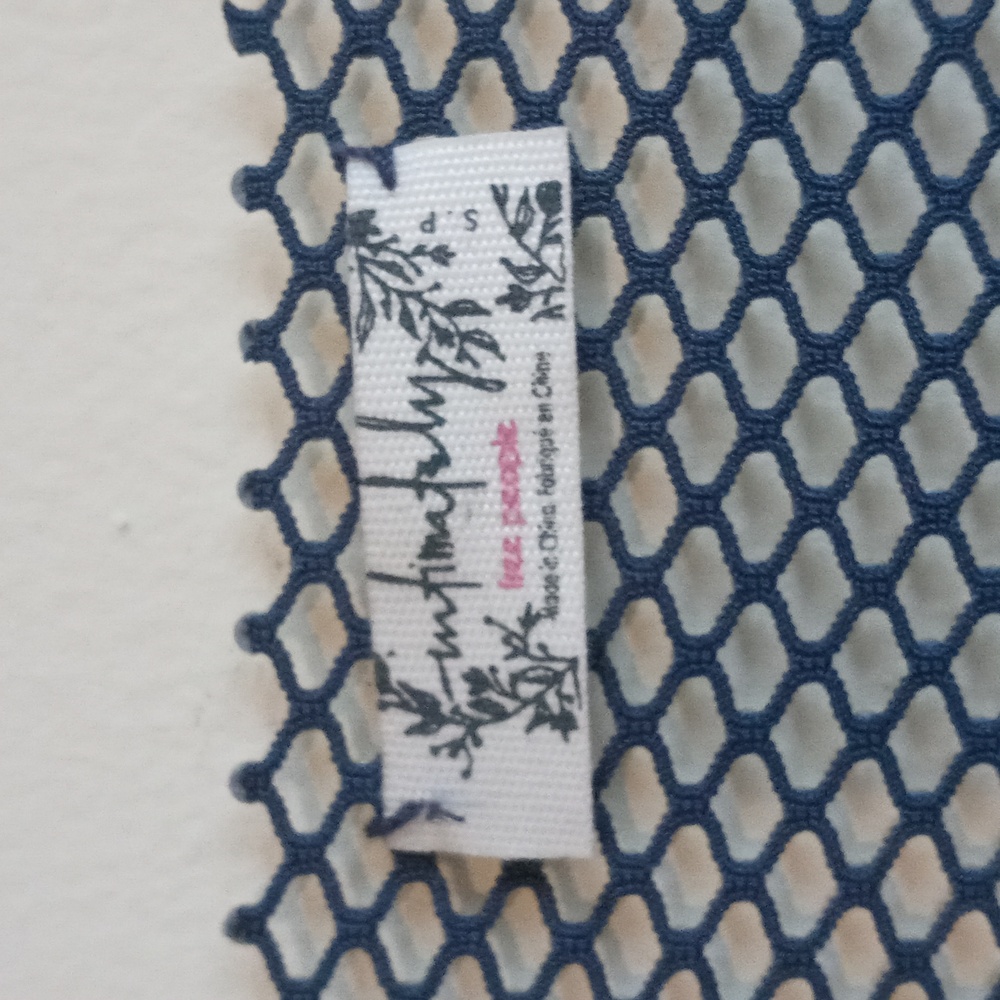 S.P
intimately
free people
Made in China. Fabriqué en Chine